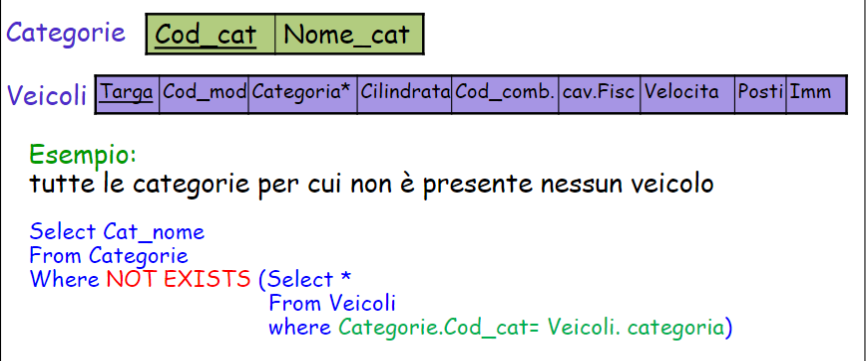 Categorie Cod_cat Nome_cat
Veicoli Targa Cod_mod Categoria* Cilindrata Cod_comb. cav.Fisc Velocita Posti Imm
Esempio:
tutte le categorie per cui non è presente nessun veicolo
Select Cat_nome
From Categorie
Where NOT EXISTS (Select *
From Veicoli
where Categorie.Cod_cat= Veicoli. categoria)